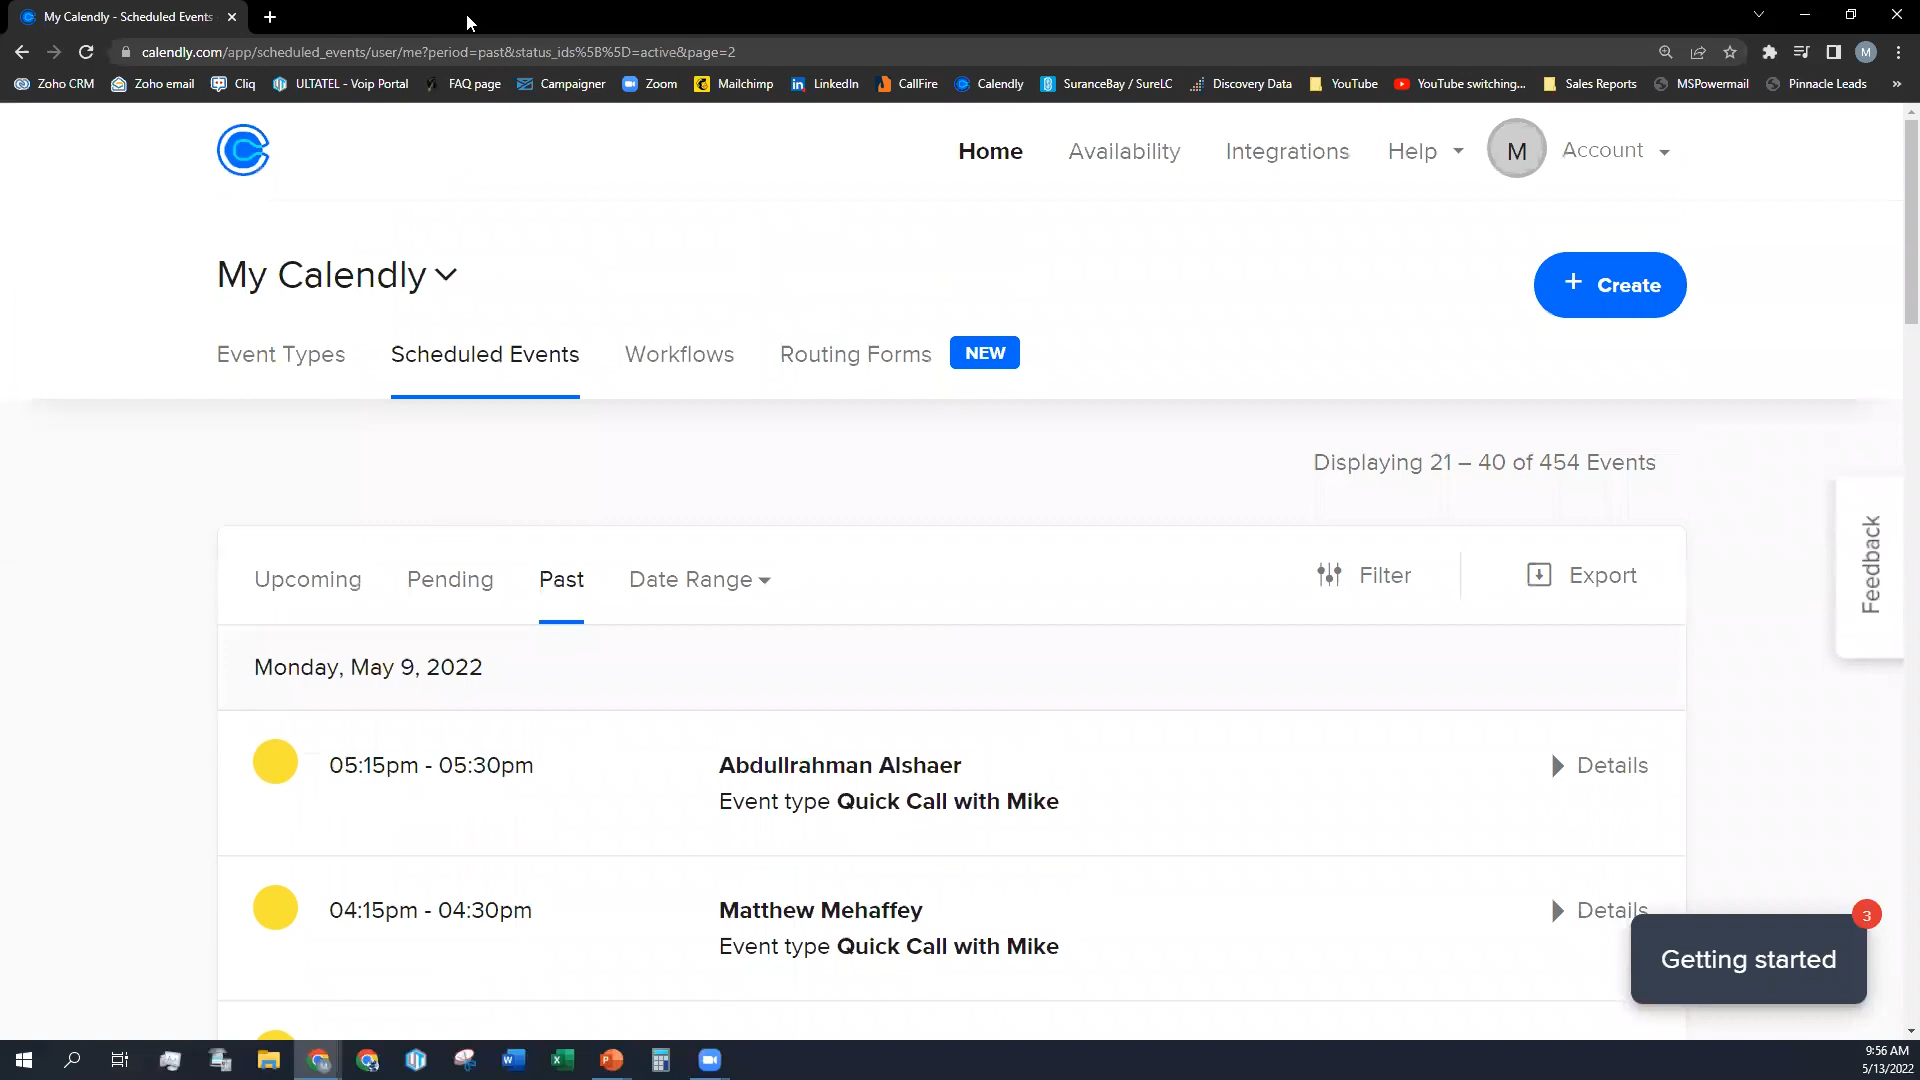 My Calendly - Scheduled Events
calendly.com/app/scheduled_events/user/me?period=past&status_ids%5B%5D=active&page=2
M
Zoho CRM
Zoho email
Cliq
ULTATEL - Voip Portal
FAQ page
Campaigner
Zoom
Mailchimp
LinkedIn
CallFire
Calendly
SuranceBay / SureLC
Discovery Data
YouTube
YouTube switching...
Sales Reports
MSPowermail
Pinnacle Leads
»
Home
Availability
Integrations
Help
M
Account
My Calendly
+ Create
Event Types
Scheduled Events
Workflows
Routing Forms
NEW
Displaying 21 – 40 of 454 Events
Feedback
Upcoming
Pending
Past
Date Range
Filter
Export
Monday, May 9, 2022
05:15pm - 05:30pm
Abdullrahman Alshaer
Details
Event type Quick Call with Mike
04:15pm - 04:30pm
Matthew Mehaffey
Details
Event type Quick Call with Mike
3
Getting started
9:56 AM
5/13/2022